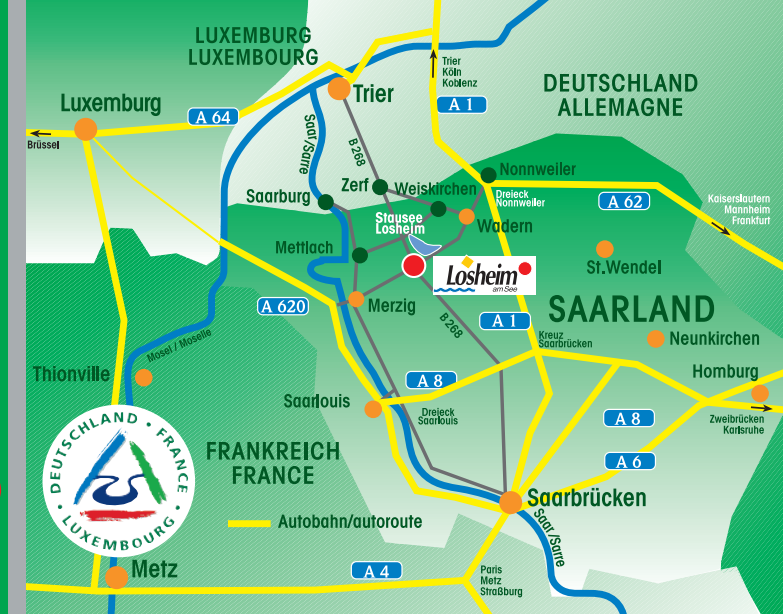 LUXEMBURG
LUXEMBOURG
Trier
Köln
Koblenz
DEUTSCHLAND
ALLEMAGNE
Trier
A 1
Luxemburg
A 64
Brüssel
Saar/Sarre
B 268
Nonnweiler
Zerf
Weiskirchen
Dreieck
Nonnweiler
A 62
Kaiserslautern
Mannheim
Frankfurt
Saarburg
Stausee
Losheim
Wadern
Mettlach
St.Wendel
Losheim
am See
A 620
Merzig
SAARLAND
A 1
B 268
Kreuz
Saarbrücken
Neunkirchen
Mosel / Moselle
Thionville
A 8
Homburg
Saarlouis
Dreieck
Saarlouis
A 8
Zweibrücken
Karlsruhe
DEUTSCHLAND • FRANCE • LUXEMBOURG •
FRANKREICH
FRANCE
A 6
Saarbrücken
Autobahn/autoroute
Saar/Sarre
Metz
A 4
Paris
Metz
Straßburg